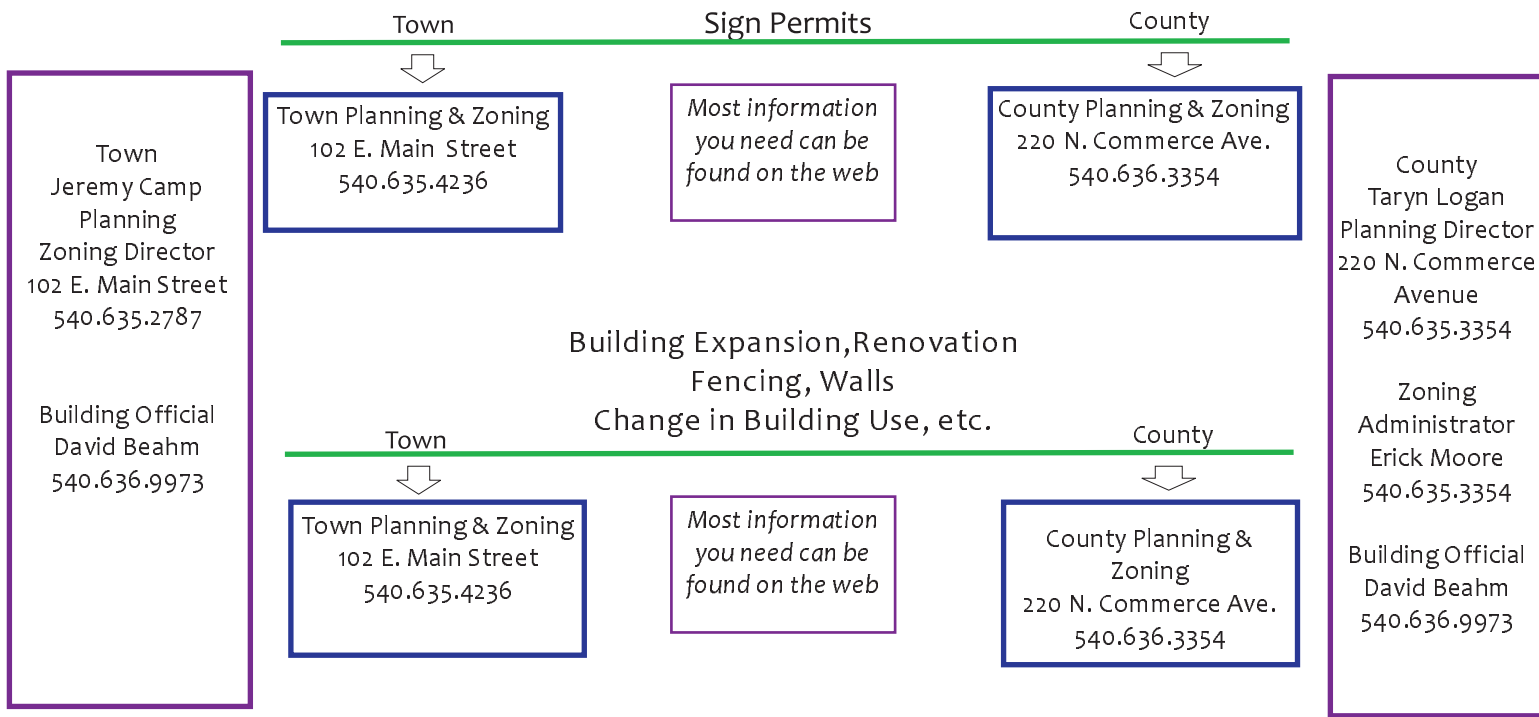 Town
Sign Permits
County
Town
Jeremy Camp
Planning
Zoning Director
102 E. Main Street
540.635.2787
Building Official
David Beahm
540.636.9973
Town Planning & Zoning
102 E. Main Street
540.635.4236
Most information
you need can be
found on the web
County Planning & Zoning
220 N. Commerce Ave.
540.636.3354
County
Taryn Logan
Planning Director
220 N. Commerce
Avenue
540.635.3354
Zoning
Administrator
Erick Moore
540.635.3354
Building Official
David Beahm
540.636.9973
Building Expansion,Renovation
Fencing, Walls
Change in Building Use, etc.
Town
County
Town Planning & Zoning
102 E. Main Street
540.635.4236
Most information
you need can be
found on the web
County Planning &
Zoning
220 N. Commerce Ave.
540.636.3354